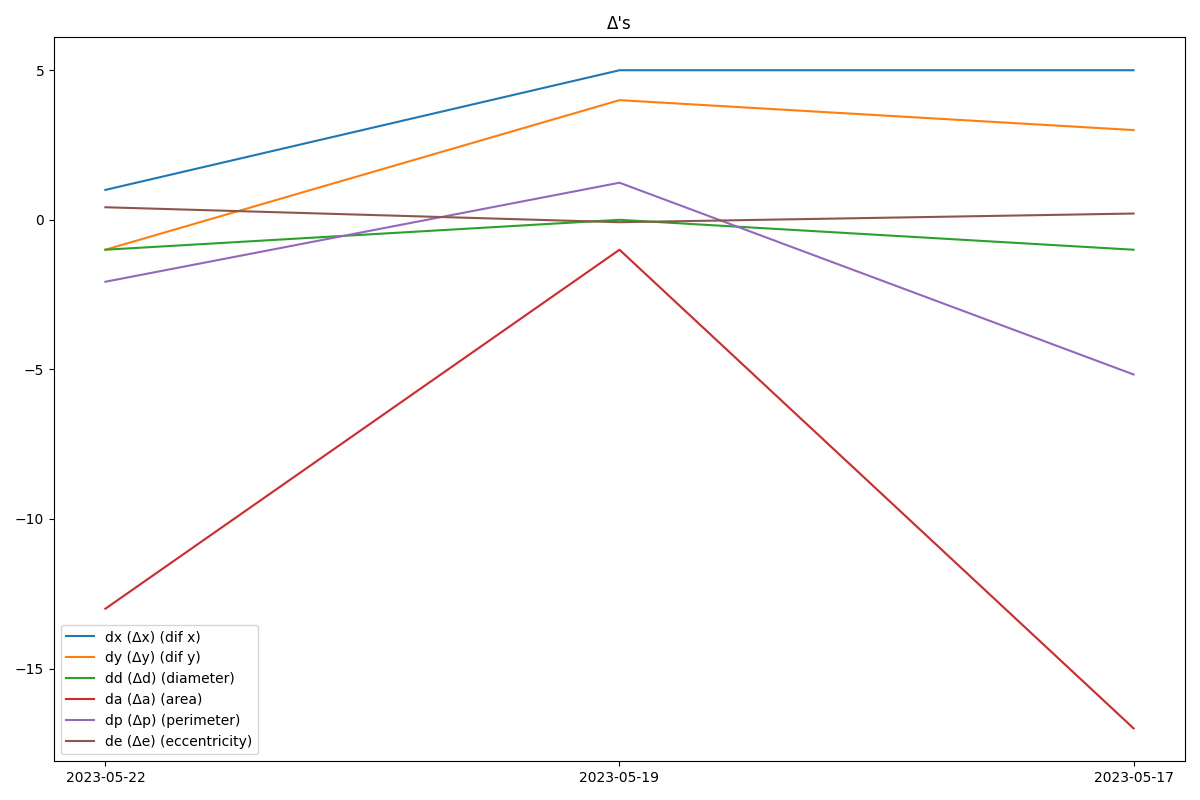 Δ's
5
0
−5
−10
−15
dx (Δx) (dif x)
dy (Δy) (dif y)
dd (Δd) (diameter)
da (Δa) (area)
dp (Δp) (perimeter)
de (Δe) (eccentricity)
2023-05-22 2023-05-19 2023-05-17